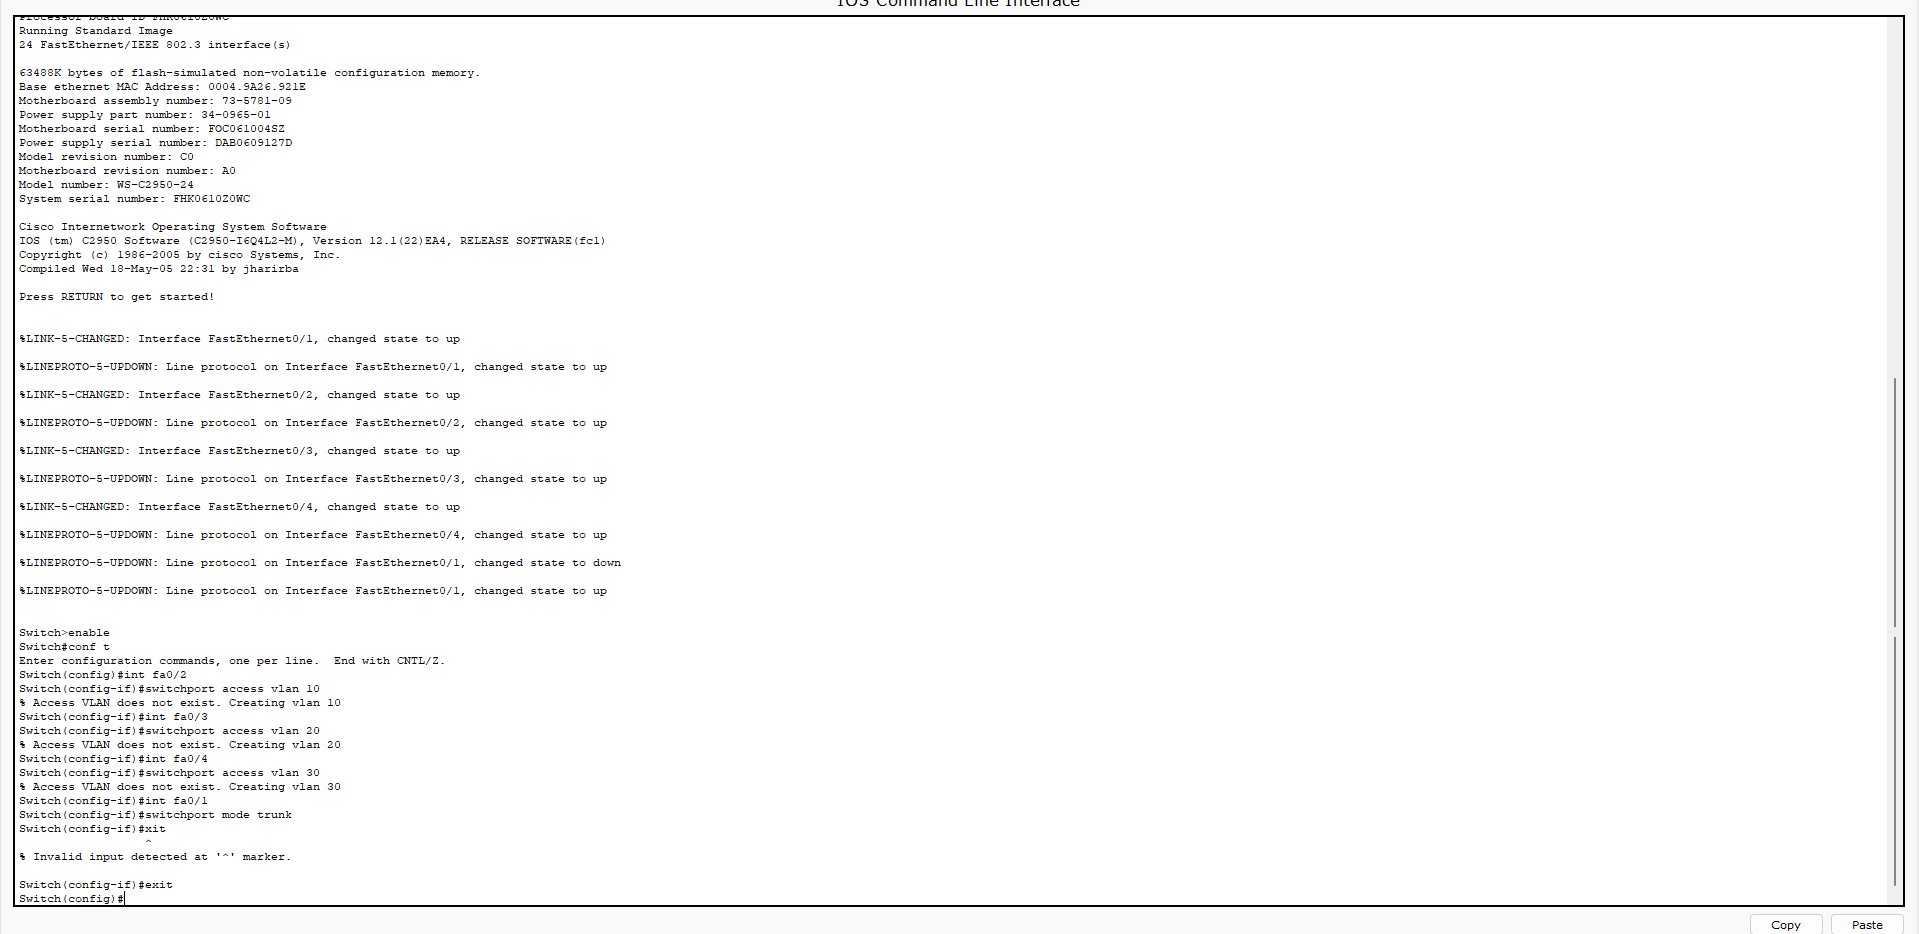 IOS Command Line Interface
Processor board ID FHK0610Z0WC
Running Standard Image
24 FastEthernet/IEEE 802.3 interface(s)
63488K bytes of flash-simulated non-volatile configuration memory.
Base ethernet MAC Address: 0004.9A26.921E
Motherboard assembly number: 73-5781-09
Power supply part number: 34-0965-01
Motherboard serial number: FOC061004SZ
Power supply serial number: DAB0609127D
Model revision number: C0
Motherboard revision number: A0
Model number: WS-C2950-24
System serial number: FHK0610Z0WC
Cisco Internetwork Operating System Software
IOS (tm) C2950 Software (C2950-I6Q4L2-M), Version 12.1(22)EA4, RELEASE SOFTWARE(fc1)
Copyright (c) 1986-2005 by cisco Systems, Inc.
Compiled Wed 18-May-05 22:31 by jharirba
Press RETURN to get started!
%LINK-5-CHANGED: Interface FastEthernet0/1, changed state to up
%LINEPROTO-5-UPDOWN: Line protocol on Interface FastEthernet0/1, changed state to up
%LINK-5-CHANGED: Interface FastEthernet0/2, changed state to up
%LINEPROTO-5-UPDOWN: Line protocol on Interface FastEthernet0/2, changed state to up
%LINK-5-CHANGED: Interface FastEthernet0/3, changed state to up
%LINEPROTO-5-UPDOWN: Line protocol on Interface FastEthernet0/3, changed state to up
%LINK-5-CHANGED: Interface FastEthernet0/4, changed state to up
%LINEPROTO-5-UPDOWN: Line protocol on Interface FastEthernet0/4, changed state to up
%LINEPROTO-5-UPDOWN: Line protocol on Interface FastEthernet0/1, changed state to down
%LINEPROTO-5-UPDOWN: Line protocol on Interface FastEthernet0/1, changed state to up
Switch>enable
Switch#conf t
Enter configuration commands, one per line.  End with CNTL/Z.
Switch(config)#int fa0/2
Switch(config-if)#switchport access vlan 10
% Access VLAN does not exist. Creating vlan 10
Switch(config-if)#int fa0/3
Switch(config-if)#switchport access vlan 20
% Access VLAN does not exist. Creating vlan 20
Switch(config-if)#int fa0/4
Switch(config-if)#switchport access vlan 30
% Access VLAN does not exist. Creating vlan 30
Switch(config-if)#int fa0/1
Switch(config-if)#switchport mode trunk
Switch(config-if)#xit
^
% Invalid input detected at '^' marker.
Switch(config-if)#exit
Switch(config)#
Copy
Paste